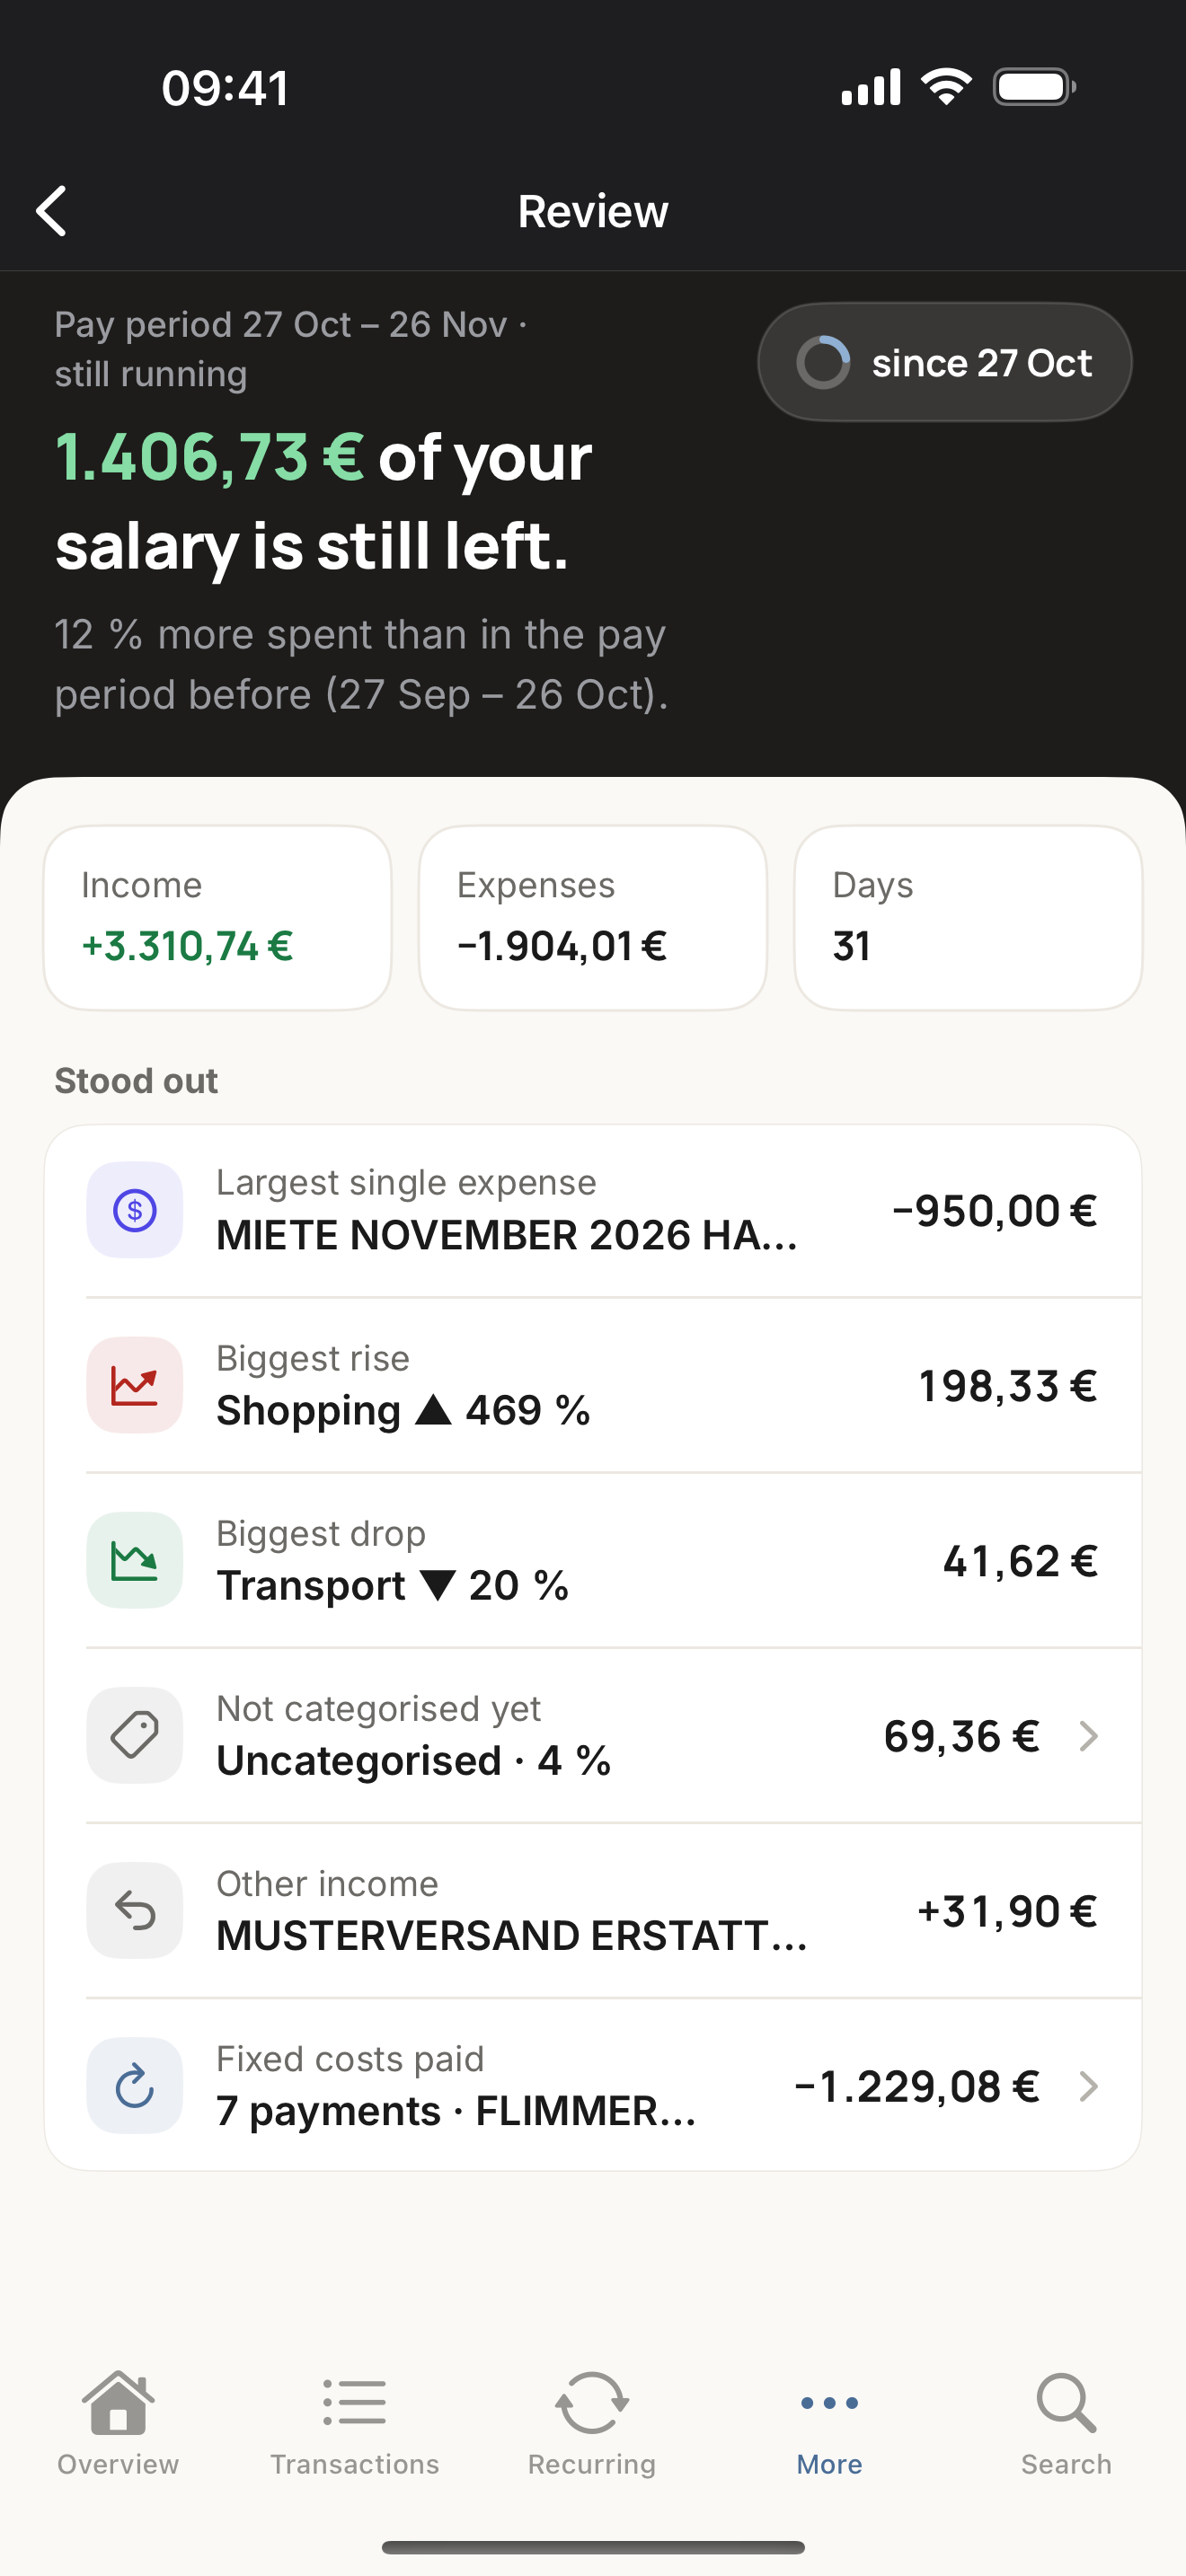 09:41
Review
Pay period 27 Oct – 26 Nov ·
still running
since 27 Oct
1.406,73 € of your
salary is still left.
12 % more spent than in the pay
period before (27 Sep – 26 Oct).
Income
+3.310,74 €
Expenses
−1.904,01 €
Days
31
Stood out
Largest single expense
MIETE NOVEMBER 2026 HA...
−950,00 €
Biggest rise
Shopping ▲ 469 %
198,33 €
Biggest drop
Transport ▼ 20 %
41,62 €
Not categorised yet
Uncategorised · 4 %
69,36 €
Other income
MUSTERVERSAND ERSTATT...
+31,90 €
Fixed costs paid
7 payments · FLIMMER...
−1.229,08 €
Overview
Transactions
Recurring
More
Search